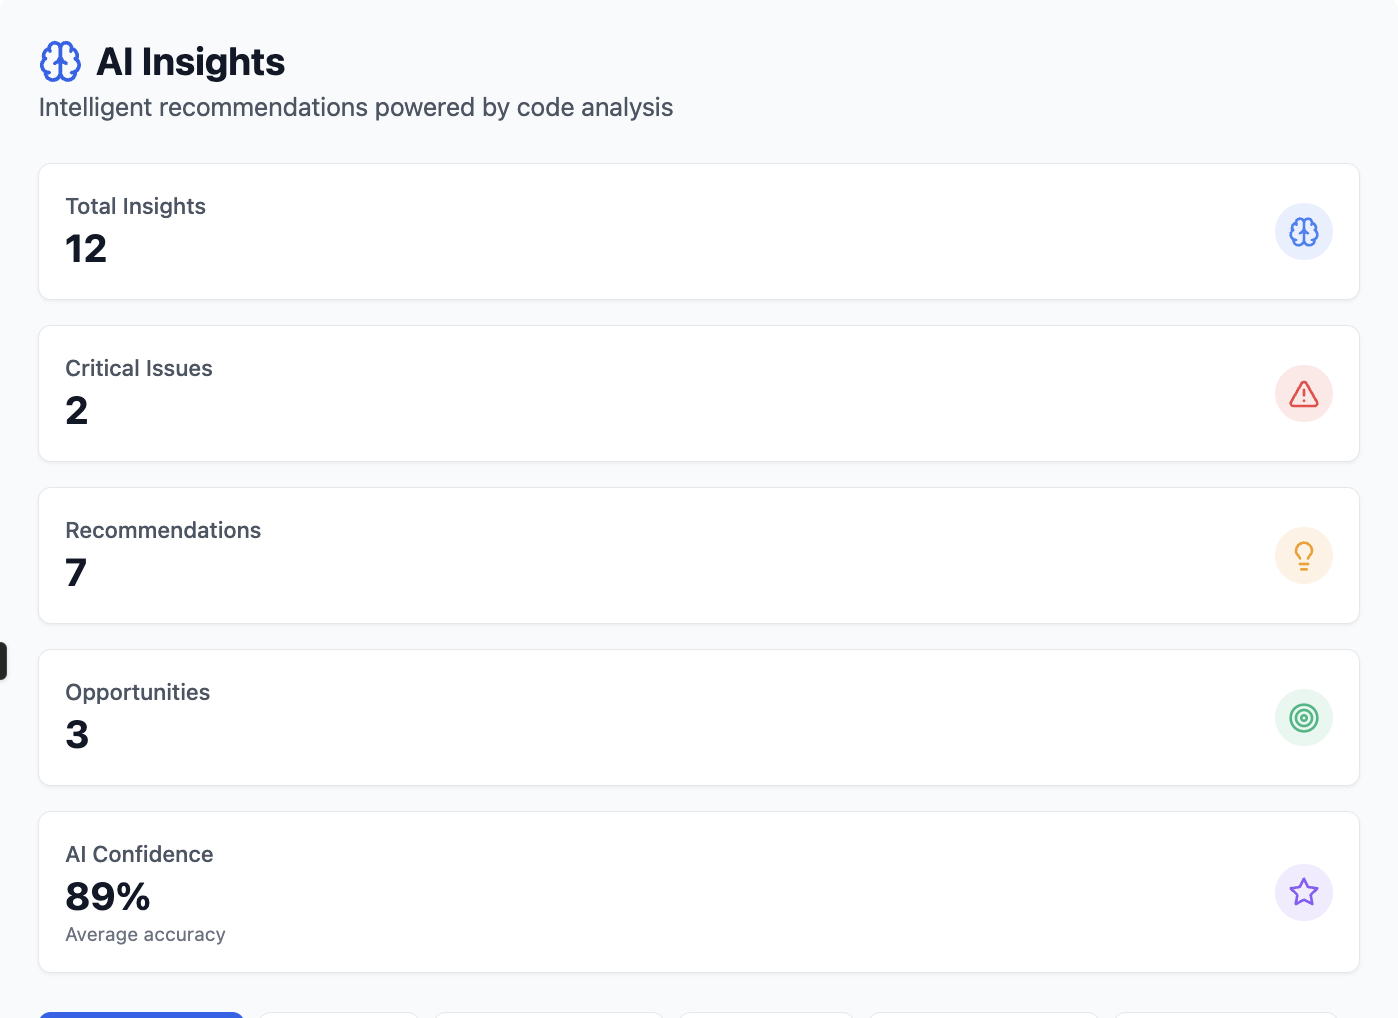 AI Insights
Intelligent recommendations powered by code analysis
Total Insights
12
Critical Issues
2
Recommendations
7
Opportunities
3
AI Confidence
89%
Average accuracy